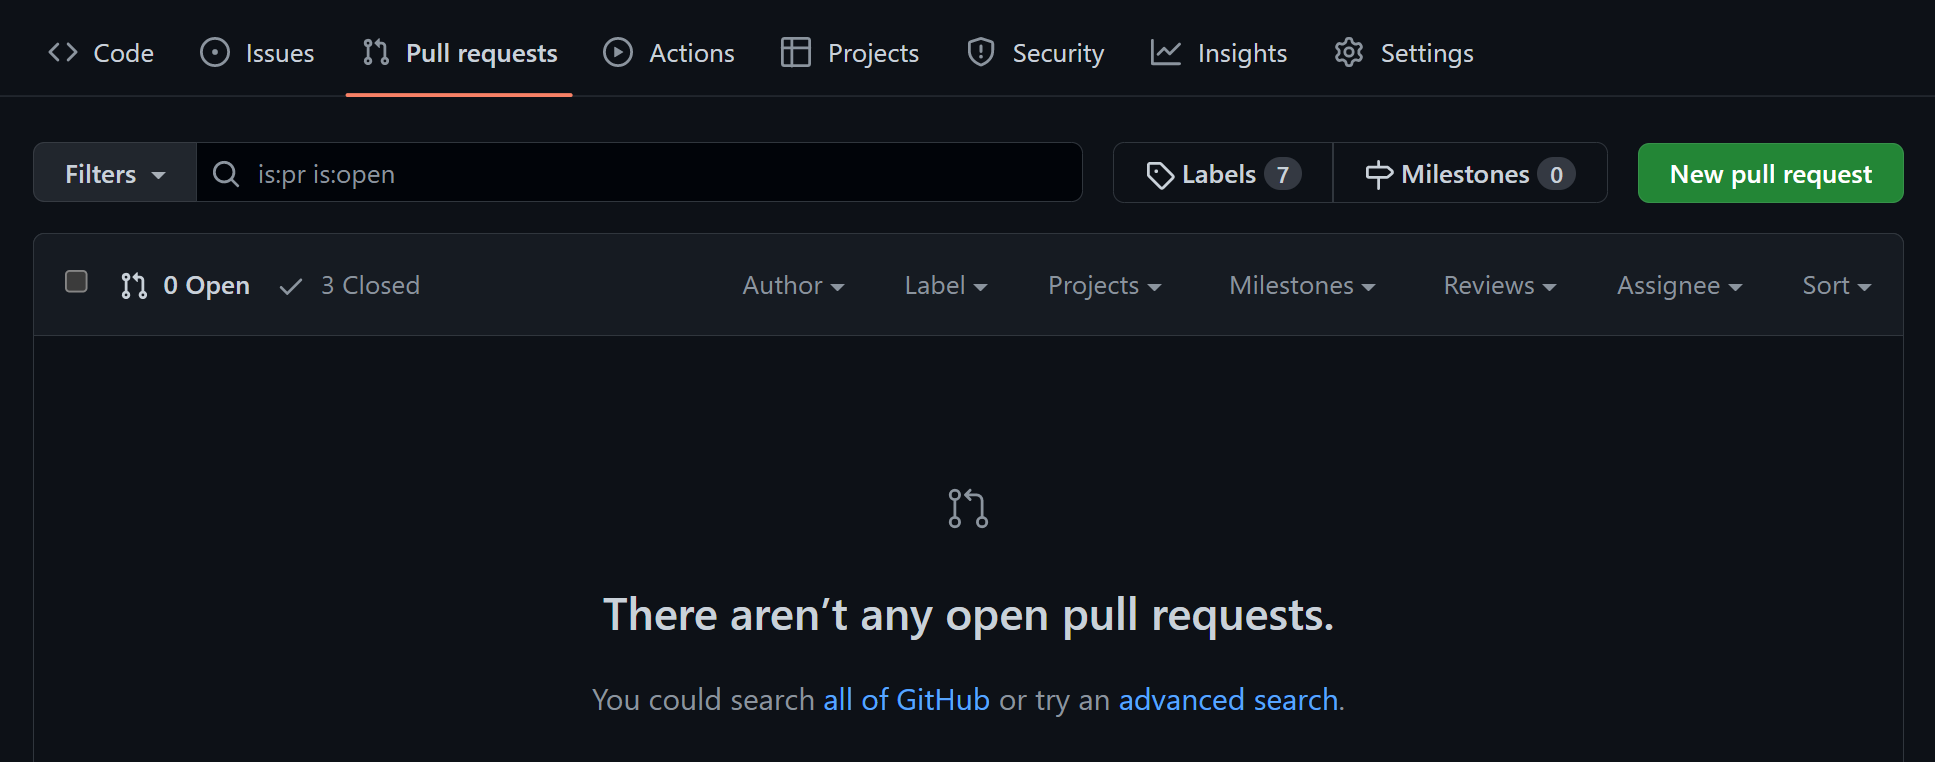 Code Issues Pull requests Actions Projects Security Insights Settings
Filters is:pr is:open Labels 7 Milestones 0 New pull request
0 Open 3 Closed Author Label Projects Milestones Reviews Assignee Sort
There aren’t any open pull requests.
You could search all of GitHub or try an advanced search.